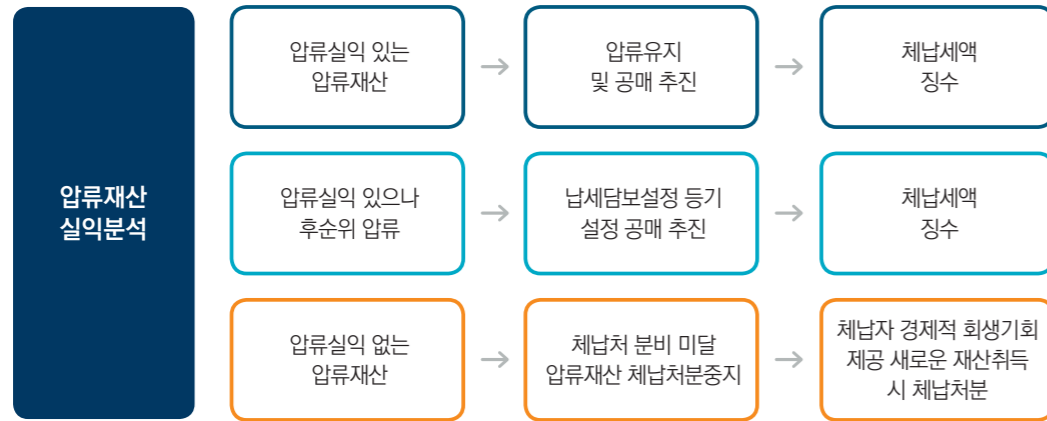 압류재산
실익분석
압류실익 있는
압류재산
→
압류유지
및 공매 추진
→
체납세액
징수
압류실익 있으나
후순위 압류
→
납세담보설정 등기
설정 공매 추진
→
체납세액
징수
압류실익 없는
압류재산
→
체납처 분비 미달
압류재산 체납처분중지
→
체납자 경제적 회생기회
제공 새로운 재산취득
시 체납처분